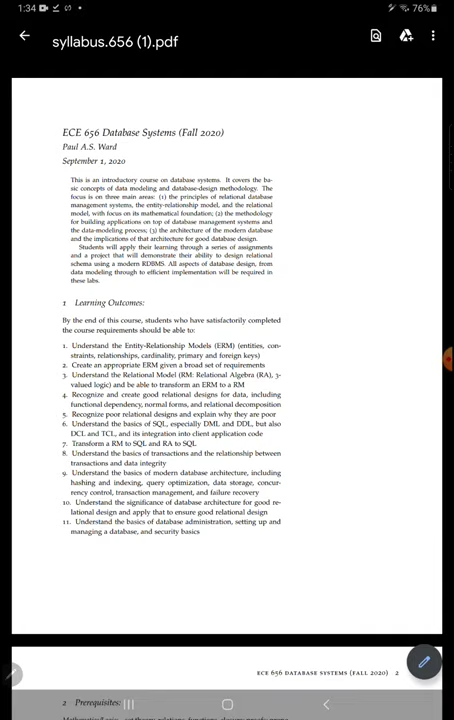 1:34 76%
syllabus.656 (1).pdf
ECE 656 Database Systems (Fall 2020)
Paul A.S. Ward
September 1, 2020
This is an introductory course on database systems. It covers the ba-
sic concepts of data modeling and database-design methodology. The
focus is on three main areas: (1) the principles of relational database
management systems, the entity-relationship model, and the relational
model, with focus on its mathematical foundation; (2) the methodology
for building applications on top of database management systems and
the data-modeling process; (3) the architecture of the modern database
and the implications of that architecture for good database design.
Students will apply their learning through a series of assignments
and a project that will demonstrate their ability to design relational
schema using a modern RDBMS. All aspects of database design, from
data modeling through to efficient implementation will be required in
these labs.
1 Learning Outcomes:
By the end of this course, students who have satisfactorily completed
the course requirements should be able to:
1. Understand the Entity-Relationship Models (ERM) (entities, con-
straints, relationships, cardinality, primary and foreign keys)
2. Create an appropriate ERM given a broad set of requirements
3. Understand the Relational Model (RM: Relational Algebra (RA), 3-
valued logic) and be able to transform an ERM to a RM
4. Recognize and create good relational designs for data, including
functional dependency, normal forms, and relational decomposition
5. Recognize poor relational designs and explain why they are poor
6. Understand the basics of SQL, especially DML and DDL, but also
DCL and TCL, and its integration into client application code
7. Transform a RM to SQL and RA to SQL
8. Understand the basics of transactions and the relationship between
transactions and data integrity
9. Understand the basics of modern database architecture, including
hashing and indexing, query optimization, data storage, concur-
rency control, transaction management, and failure recovery
10. Understand the significance of database architecture for good re-
lational design and apply that to ensure good relational design
11. Understand the basics of database administration, setting up and
managing a database, and security basics
ECE 656 DATABASE SYSTEMS (FALL 2020) 2
2 Prerequisites: